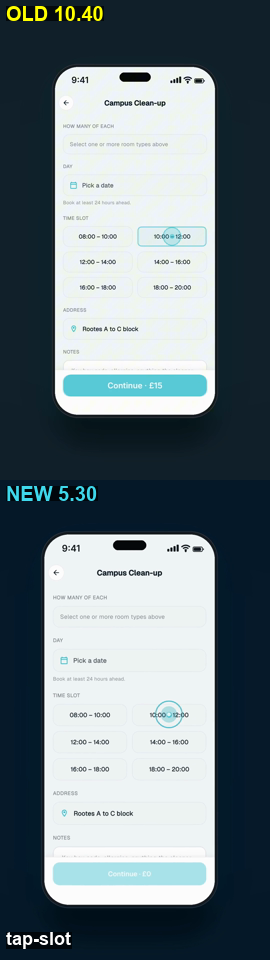 OLD 10.40
9:41
Campus Clean-up
HOW MANY OF EACH
Select one or more room types above
DAY
Pick a date
Book at least 24 hours ahead.
TIME SLOT
08:00 – 10:00
10:00 – 12:00
12:00 – 14:00
14:00 – 16:00
16:00 – 18:00
18:00 – 20:00
ADDRESS
Rootes A to C block
NOTES
Continue · £15
NEW 5.30
9:41
Campus Clean-up
HOW MANY OF EACH
Select one or more room types above
DAY
Pick a date
Book at least 24 hours ahead.
TIME SLOT
08:00 – 10:00
10:00 – 12:00
12:00 – 14:00
14:00 – 16:00
16:00 – 18:00
18:00 – 20:00
ADDRESS
Rootes A to C block
NOTES
Continue · £0
tap-slot